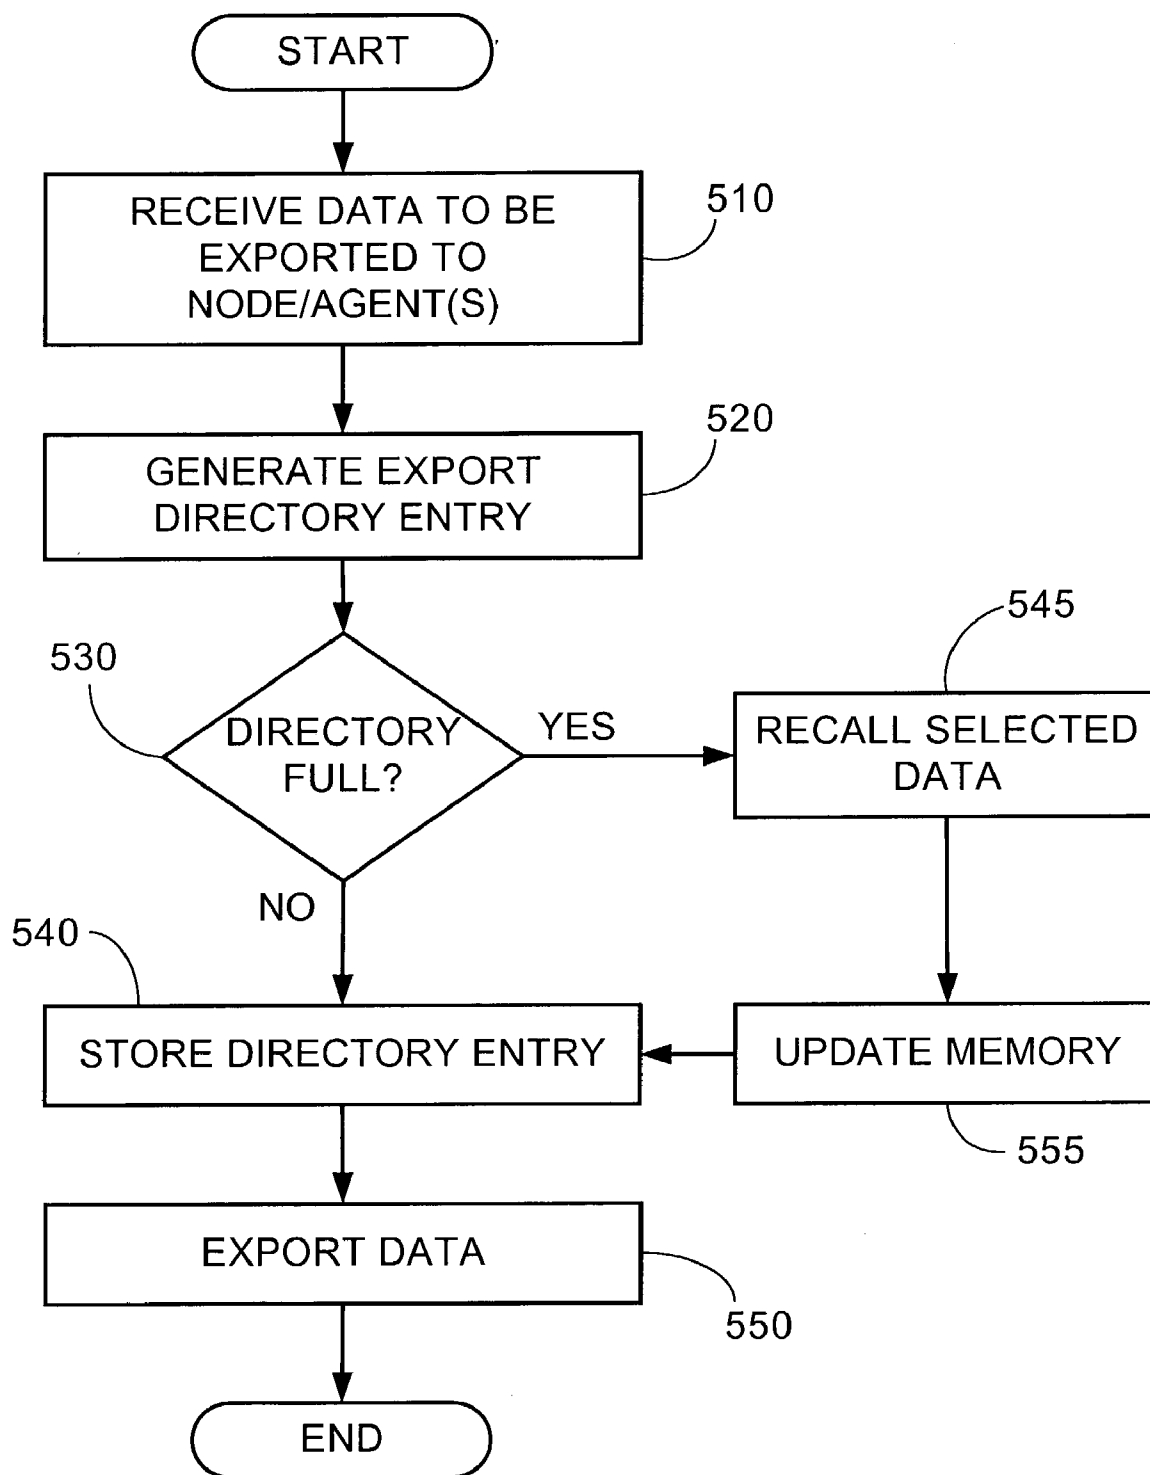 START
RECEIVE DATA TO BE
EXPORTED TO
NODE/AGENT(S)
510
GENERATE EXPORT
DIRECTORY ENTRY
520
530
DIRECTORY
FULL?
YES
545
RECALL SELECTED
DATA
NO
540
STORE DIRECTORY ENTRY
UPDATE MEMORY
555
EXPORT DATA
550
END